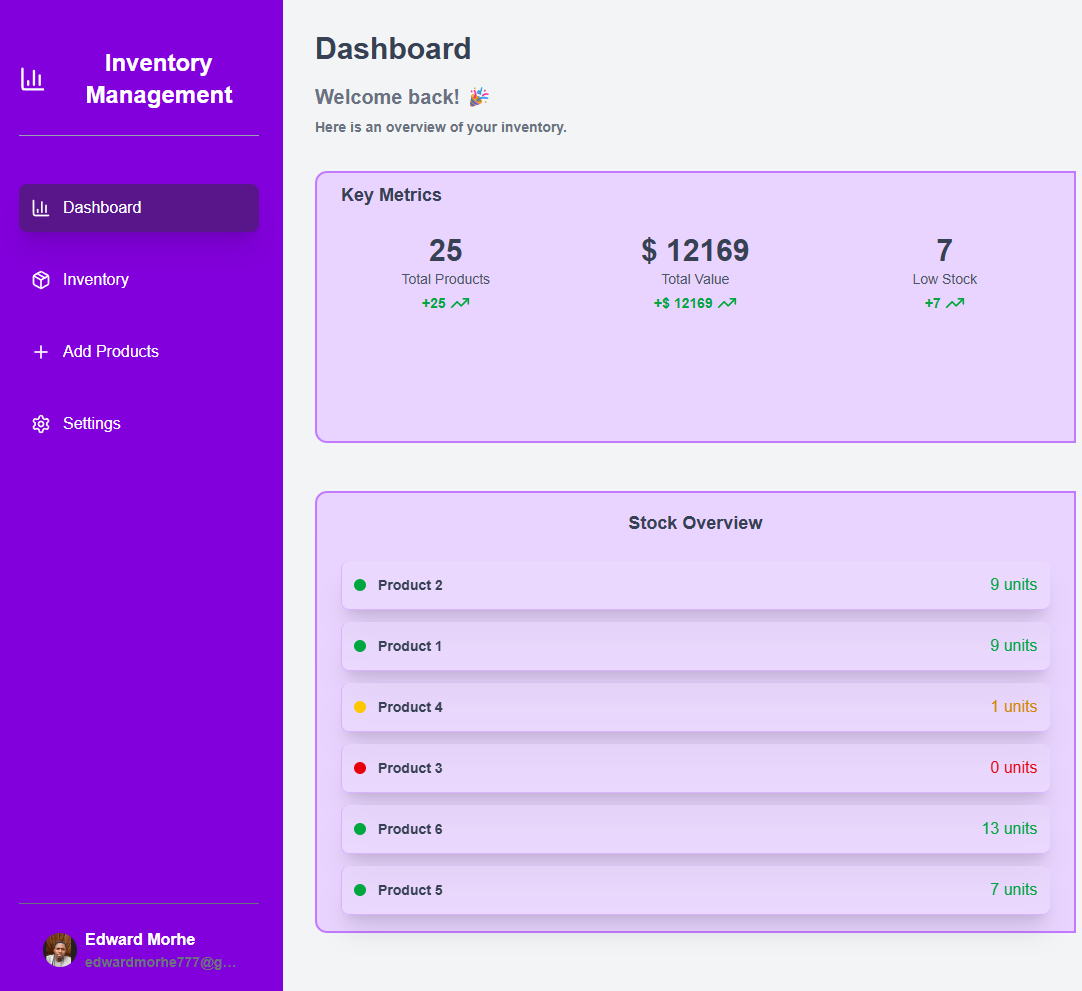 Inventory
Management
Dashboard
Inventory
Add Products
Settings
Edward Morhe
edwardmorhe777@g...
Dashboard
Welcome back! 🎉
Here is an overview of your inventory.
Key Metrics
25
Total Products
+25
$ 12169
Total Value
+$ 12169
7
Low Stock
+7
Stock Overview
Product 2 9 units
Product 1 9 units
Product 4 1 units
Product 3 0 units
Product 6 13 units
Product 5 7 units